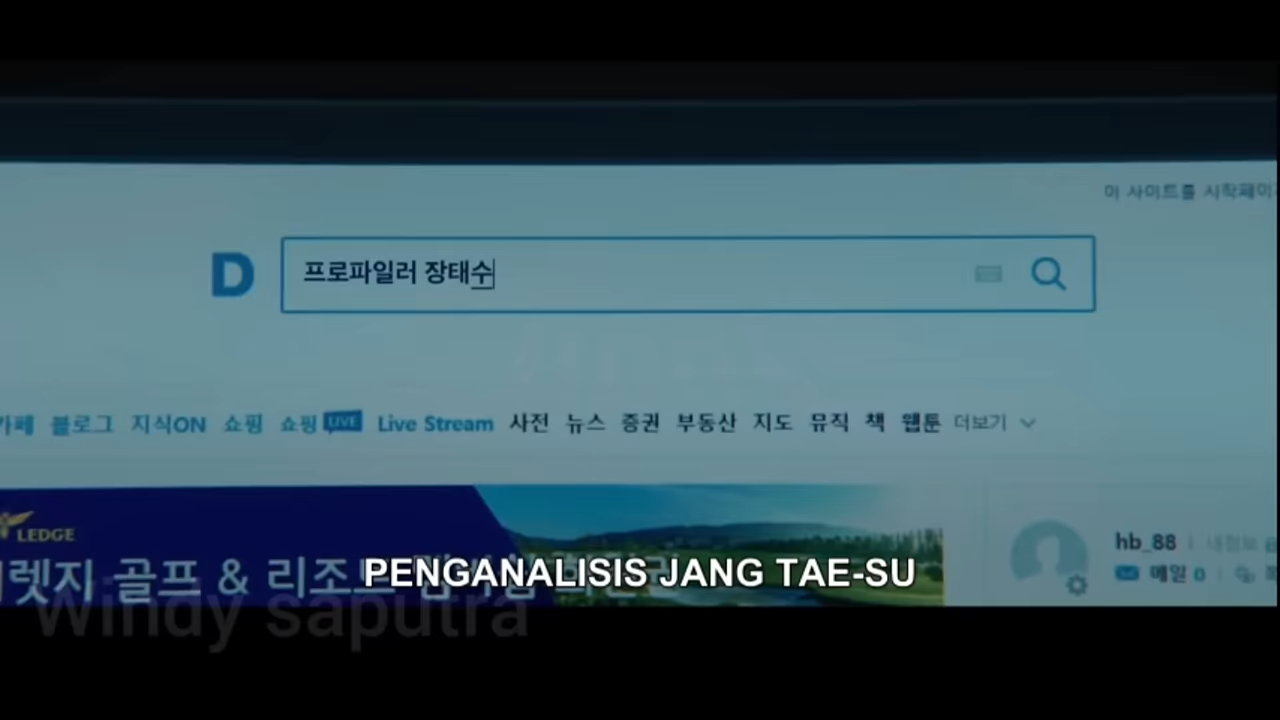 이 사이트를 시작페이지
D 프로파일러 장태수
카페 블로그 지식ON 쇼핑 쇼핑 LIVE Live Stream 사전 뉴스 증권 부동산 지도 뮤직 책 웹툰 더보기
LEDGE
렛지 골프 & 리조트
hb_88
메일 0
PENGANALISIS JANG TAE-SU
Windy saputra